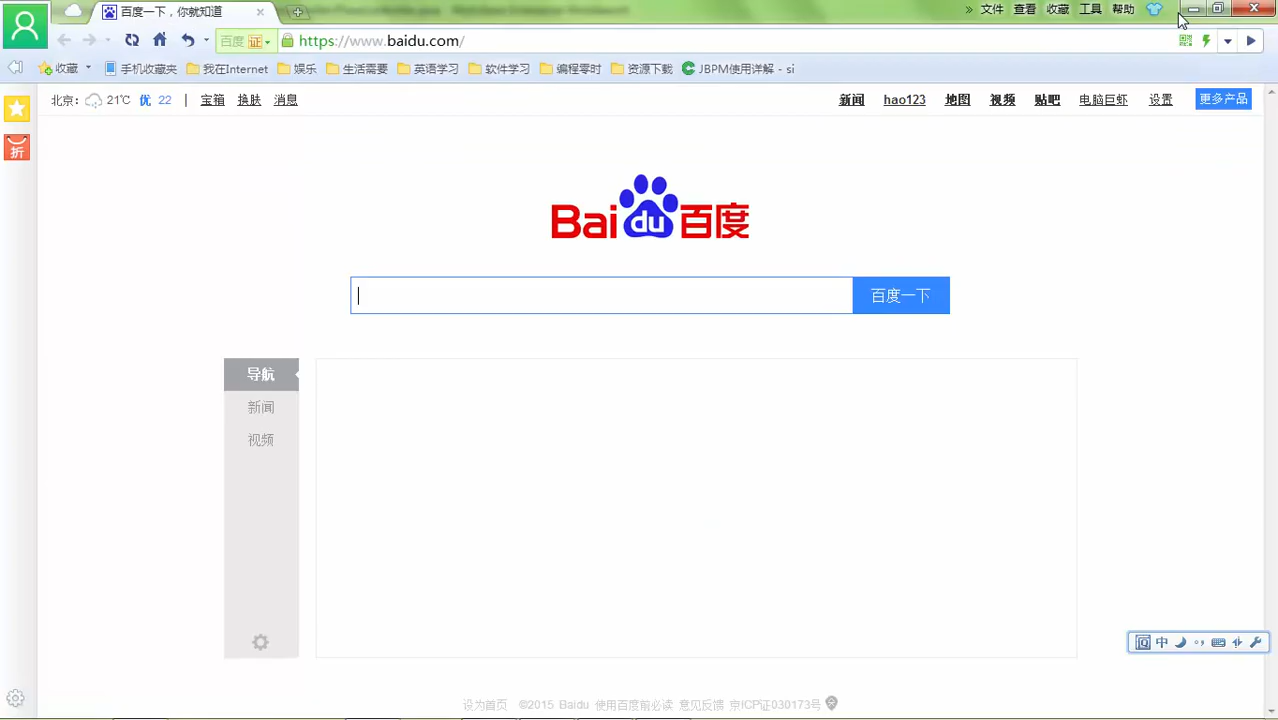 百度一下，你就知道
» 文件 查看 收藏 工具 帮助
百度 证 https://www.baidu.com/
收藏 手机收藏夹 我在Internet 娱乐 生活需要 英语学习 软件学习 编程零时 资源下载 JBPM使用详解 - si
北京: 21℃ 优 22 | 宝箱 换肤 消息
新闻 hao123 地图 视频 贴吧 电脑巨虾 设置 更多产品
折
Bai du 百度
百度一下
导航
新闻
视频
中
设为首页 ©2015 Baidu 使用百度前必读 意见反馈 京ICP证030173号